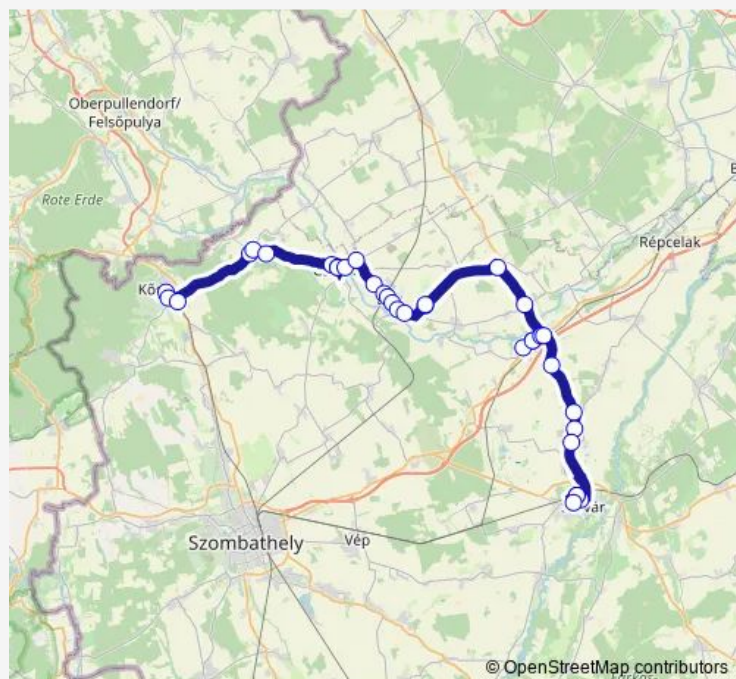 Oberpullendorf/
Felsőpulya
Rote Erde
Répcelak
Szombathely
Vép
© OpenStreetMap contributors